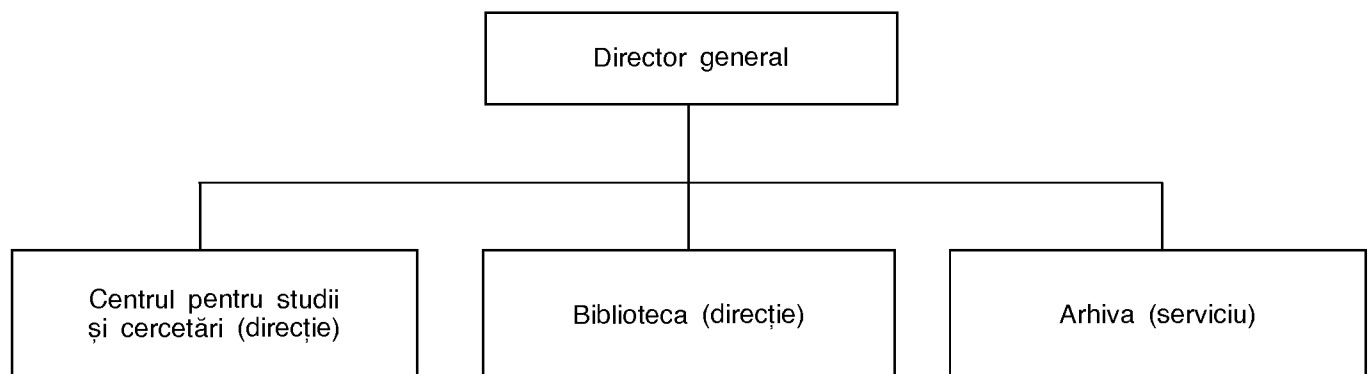 Director general
Centrul pentru studii
și cercetări (direcție)
Biblioteca (direcție)
Arhiva (serviciu)